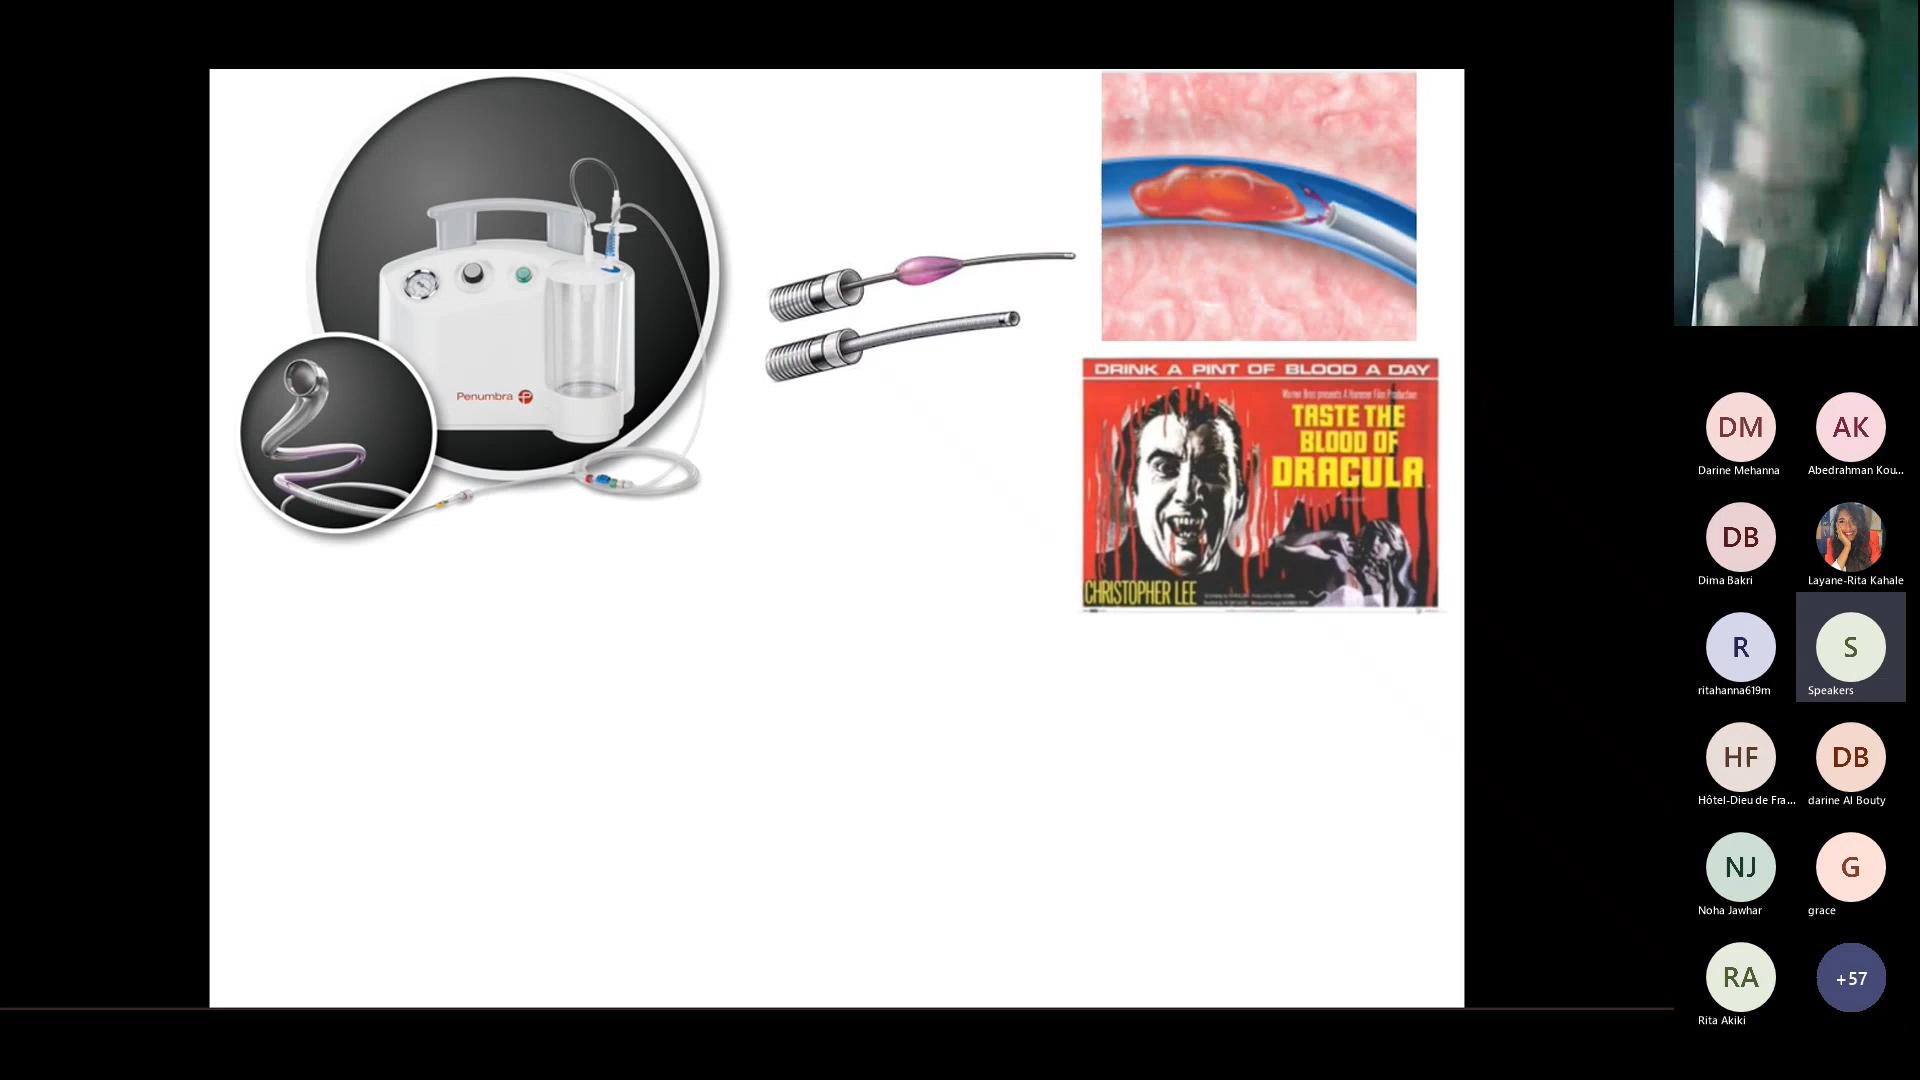 Penumbra P
DRINK A PINT OF BLOOD A DAY
Warner Bros presents A Hammer Film Production
TASTE THE
BLOOD OF
DRACULA
CHRISTOPHER LEE
DM
Darine Mehanna
AK
Abedrahman Kou...
DB
Dima Bakri
Layane-Rita Kahale
R
ritahanna619m
S
Speakers
HF
Hôtel-Dieu de Fra...
DB
darine Al Bouty
NJ
Noha Jawhar
G
grace
RA
Rita Akiki
+57